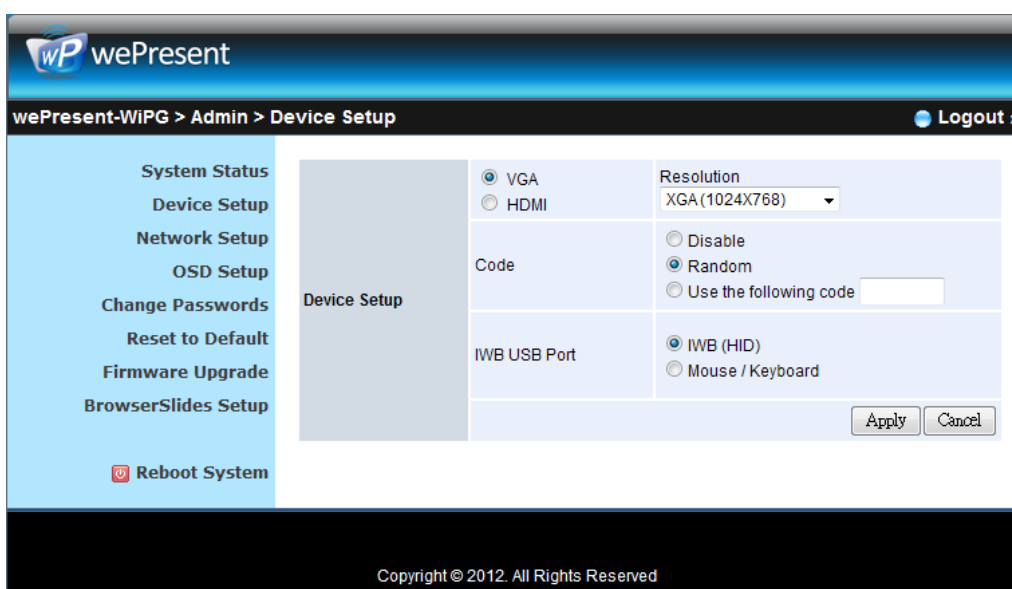 wP wePresent
wePresent-WiPG > Admin > Device Setup
Logout
System Status
Device Setup
Network Setup
OSD Setup
Change Passwords
Reset to Default
Firmware Upgrade
BrowserSlides Setup
Reboot System
Device Setup
VGA
HDMI
Resolution
XGA(1024X768)
Code
Disable
Random
Use the following code
IWB USB Port
IWB (HID)
Mouse / Keyboard
Apply
Cancel
Copyright © 2012. All Rights Reserved